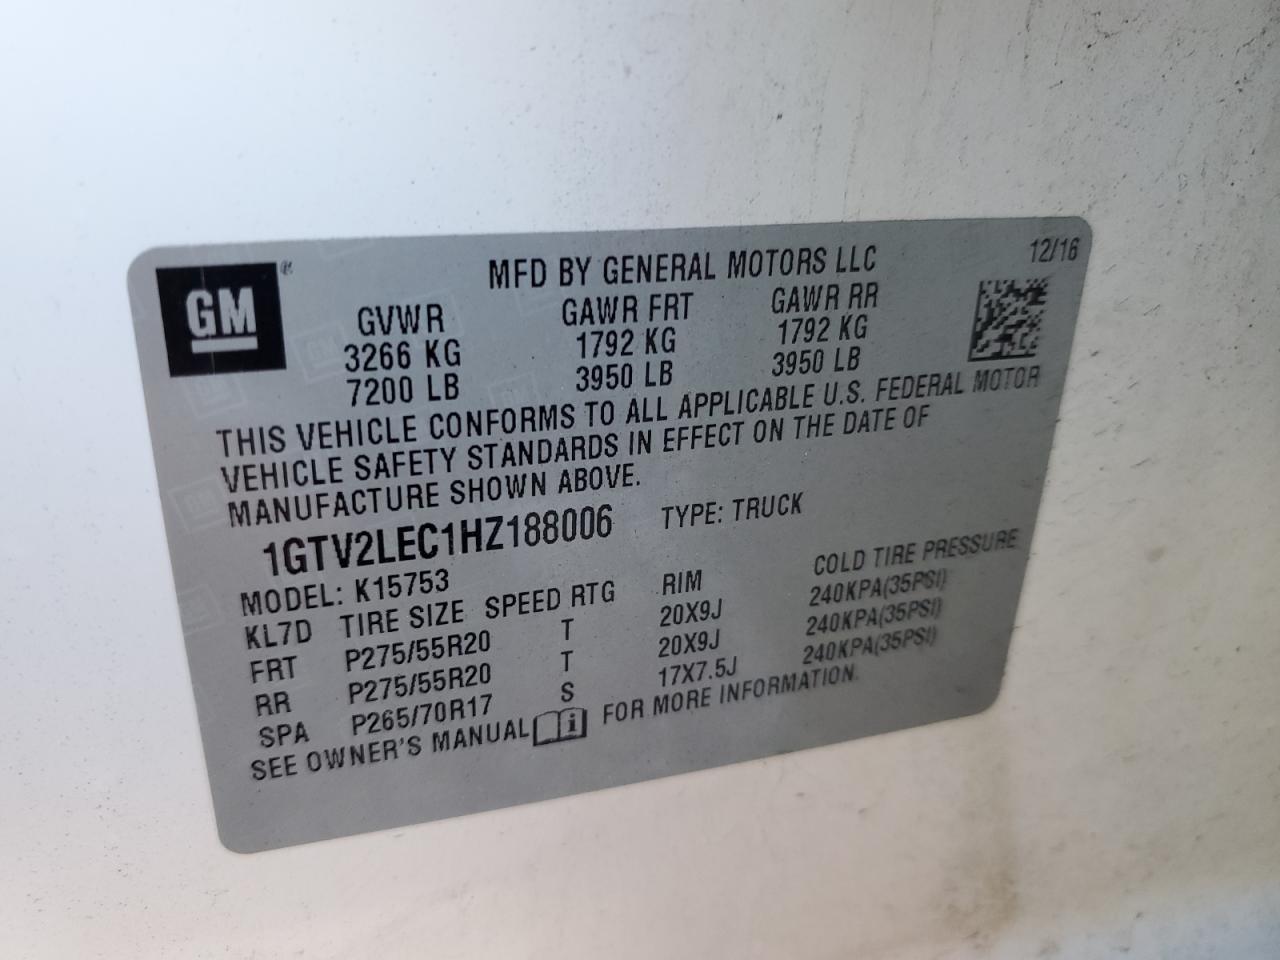 GM ®
MFD BY GENERAL MOTORS LLC 12/16
GVWR GAWR FRT GAWR RR
3266 KG 1792 KG 1792 KG
7200 LB 3950 LB 3950 LB
THIS VEHICLE CONFORMS TO ALL APPLICABLE U.S. FEDERAL MOTOR
VEHICLE SAFETY STANDARDS IN EFFECT ON THE DATE OF
MANUFACTURE SHOWN ABOVE.
1GTV2LEC1HZ188006 TYPE: TRUCK
MODEL: K15753
KL7D TIRE SIZE SPEED RTG RIM COLD TIRE PRESSURE
FRT P275/55R20 T 20X9J 240KPA(35PSI)
RR P275/55R20 T 20X9J 240KPA(35PSI)
SPA P265/70R17 S 17X7.5J 240KPA(35PSI)
SEE OWNER'S MANUAL i FOR MORE INFORMATION.